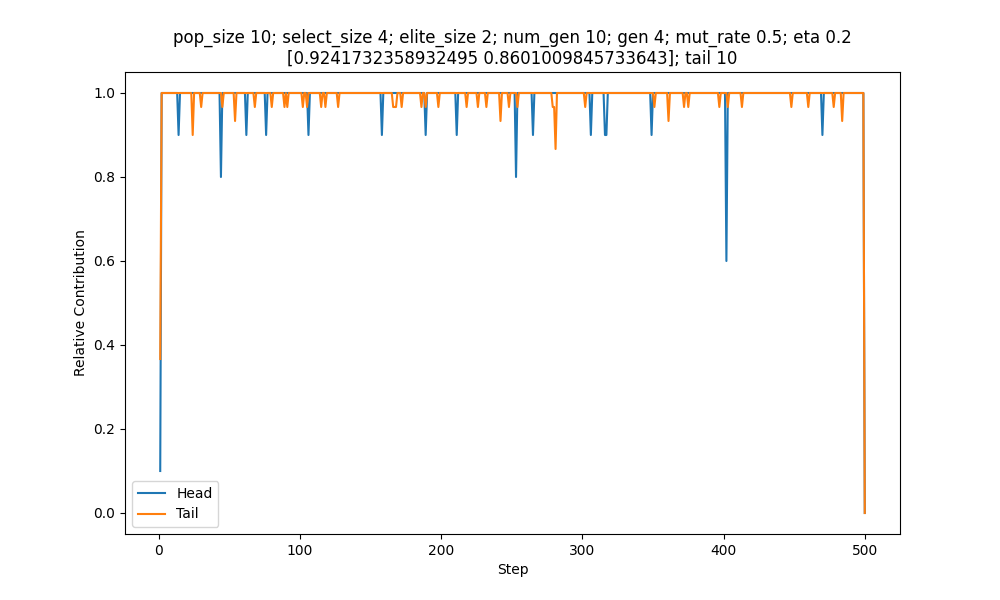 pop_size 10; select_size 4; elite_size 2; num_gen 10; gen 4; mut_rate 0.5; eta 0.2
[0.9241732358932495 0.8601009845733643]; tail 10
1.0
0.8
0.6
0.4
0.2
0.0
Relative Contribution
Head
Tail
0
100
200
300
400
500
Step